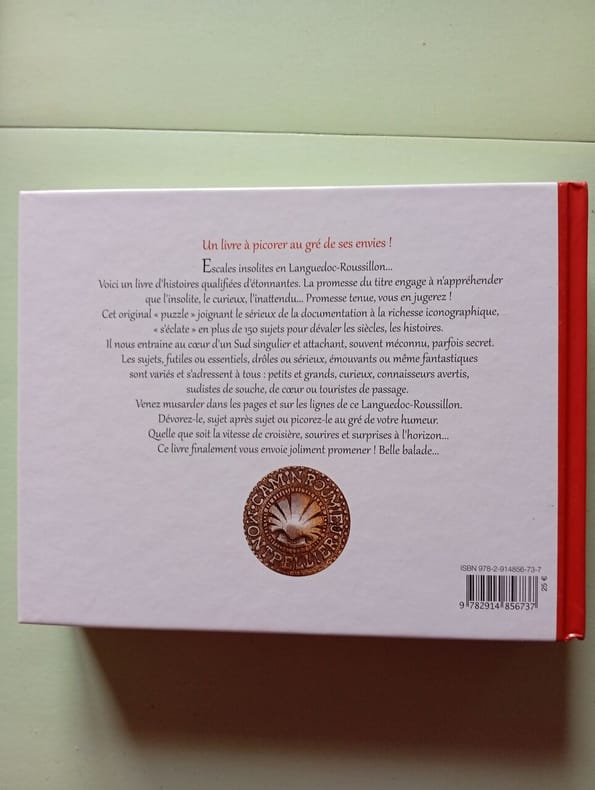 Un livre à picorer au gré de ses envies !
Escales insolites en Languedoc-Roussillon...
Voici un livre d'histoires qualifiées d'étonnantes. La promesse du titre engage à n'appréhender
que l'insolite, le curieux, l'inattendu... Promesse tenue, vous en jugerez !
Cet original « puzzle » joignant le sérieux de la documentation à la richesse iconographique,
« s'éclate » en plus de 150 sujets pour dévaler les siècles, les histoires.
Il nous entraine au cœur d'un Sud singulier et attachant, souvent méconnu, parfois secret.
Les sujets, futiles ou essentiels, drôles ou sérieux, émouvants ou même fantastiques
sont variés et s'adressent à tous : petits et grands, curieux, connaisseurs avertis,
sudistes de souche, de cœur ou touristes de passage.
Venez musarder dans les pages et sur les lignes de ce Languedoc-Roussillon.
Dévorez-le, sujet après sujet ou picorez-le au gré de votre humeur.
Quelle que soit la vitesse de croisière, sourires et surprises à l'horizon...
Ce livre finalement vous envoie joliment promener ! Belle balade...
CAMIN ROUMIEU
MONTPELLIER
ISBN 978-2-914856-73-7
25 €
9 782914 856737